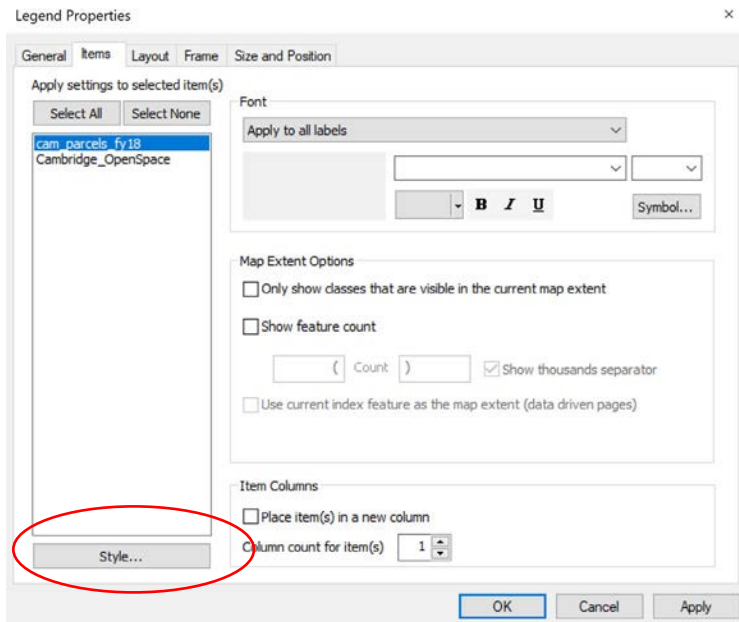 Legend Properties ×
General Items Layout Frame Size and Position
Apply settings to selected item(s)
Select All Select None
cam_parcels_fy18
Cambridge_OpenSpace
Style...
Font
Apply to all labels
B I U Symbol...
Map Extent Options
Only show classes that are visible in the current map extent
Show feature count
( Count ) Show thousands separator
Use current index feature as the map extent (data driven pages)
Item Columns
Place item(s) in a new column
Column count for item(s) 1
OK Cancel Apply